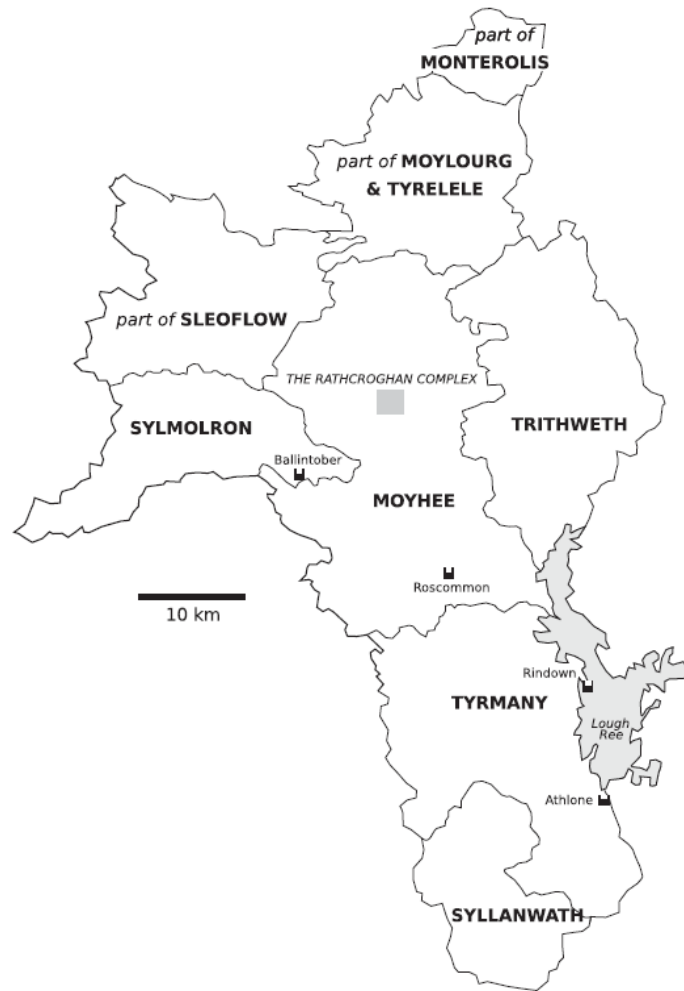 part of
MONTEROLIS
part of MOYLOURG
& TYRELELE
part of SLEOFLOW
THE RATHCROGHAN COMPLEX
SYLMOLRON
TRITHWETH
Ballintober
MOYHEE
Roscommon
10 km
Rindown
TYRMANY
Lough
Ree
Athlone
SYLLANWATH